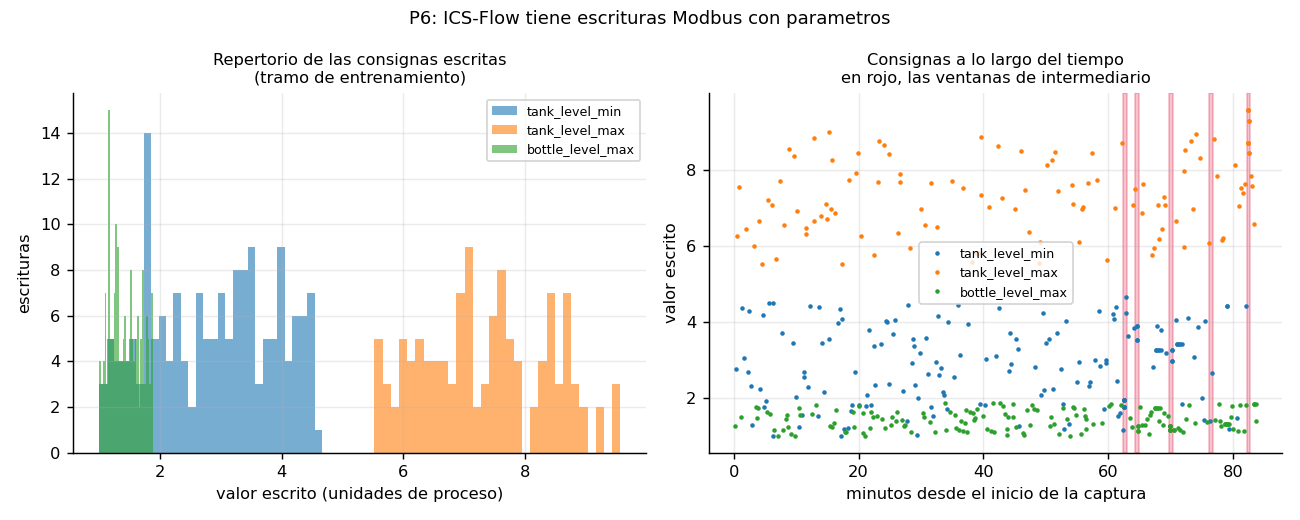 P6: ICS-Flow tiene escrituras Modbus con parametros
Repertorio de las consignas escritas
(tramo de entrenamiento)
escrituras
14
12
10
8
6
4
2
0
tank_level_min
tank_level_max
bottle_level_max
2
4
6
8
valor escrito (unidades de proceso)
Consignas a lo largo del tiempo
en rojo, las ventanas de intermediario
valor escrito
8
6
4
2
tank_level_min
tank_level_max
bottle_level_max
0
20
40
60
80
minutos desde el inicio de la captura